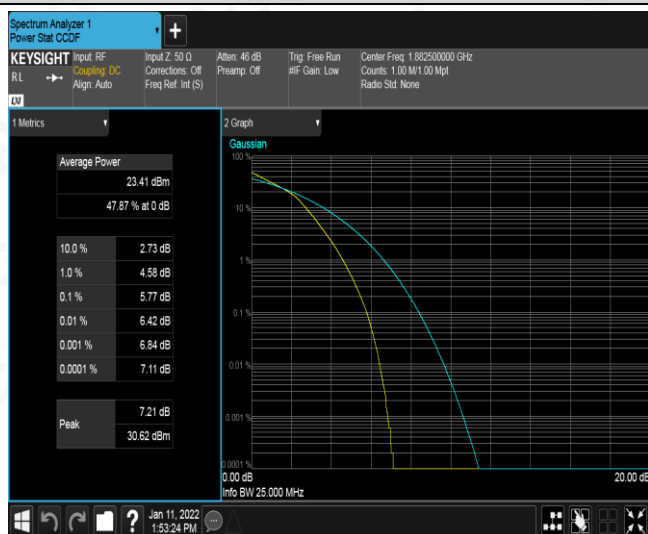 Spectrum Analyzer 1
Power Stat CCDF
+
KEYSIGHT
RL
LXI
Input: RF
Coupling: DC
Align: Auto
Input Z: 50 Ω
Corrections: Off
Freq Ref: Int (S)
Atten: 46 dB
Preamp: Off
Trig: Free Run
#IF Gain: Low
Center Freq: 1.882500000 GHz
Counts: 1.00 M/1.00 Mpt
Radio Std: None
1 Metrics
Average Power
23.41 dBm
47.87 % at 0 dB
10.0 % 2.73 dB
1.0 % 4.58 dB
0.1 % 5.77 dB
0.01 % 6.42 dB
0.001 % 6.84 dB
0.0001 % 7.11 dB
Peak
7.21 dB
30.62 dBm
2 Graph
Gaussian
100 %
10 %
1 %
0.1 %
0.01 %
0.001 %
0.0001 %
0.00 dB 20.00 dB
Info BW 25.000 MHz
?
Jan 11, 2022
1:53:24 PM